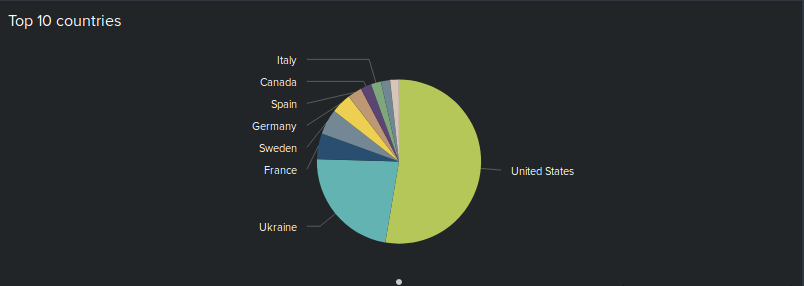 Top 10 countries
Italy
Canada
Spain
Germany
Sweden
France
Ukraine
United States